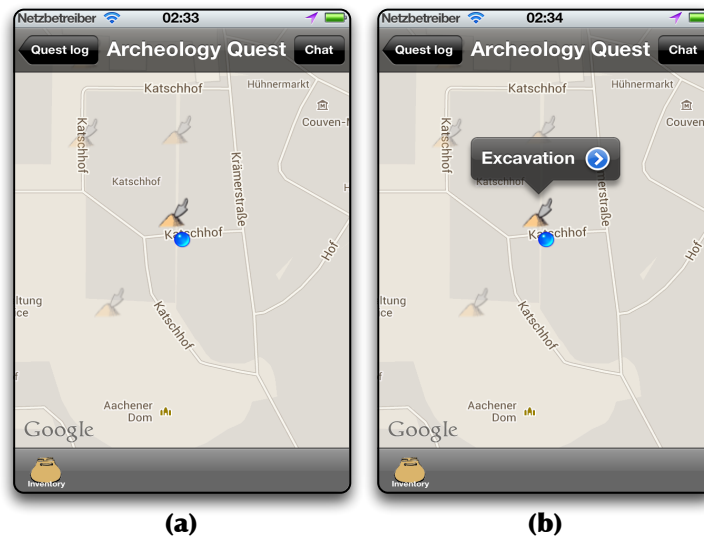 Netzbetreiber 02:33
Quest log Archeology Quest Chat
Katschhof
Hühnermarkt
Couven-
Katschhof
Krämerstraße
Katschhof
Katschhof
Hof
ltung
ce
Katschhof
Aachener
Dom
Google
Inventory
(a)
Netzbetreiber 02:34
Quest log Archeology Quest Chat
Katschhof
Hühnermarkt
Couven
Katschhof
Excavation
Katschhof
merstraße
Katschhof
Hof
ltung
ce
Katschhof
Aachener
Dom
Google
Inventory
(b)